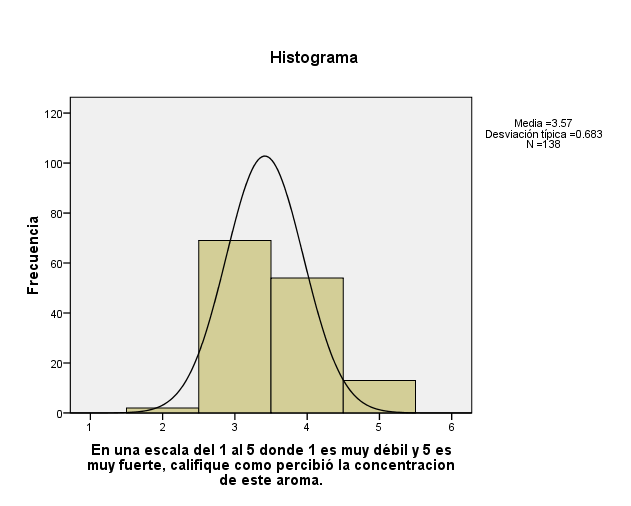 Histograma
Media =3.57
Desviación típica =0.683
N =138
120
100
80
60
40
20
0
Frecuencia
1 2 3 4 5 6
En una escala del 1 al 5 donde 1 es muy débil y 5 es
muy fuerte, califique como percibió la concentracion
de este aroma.